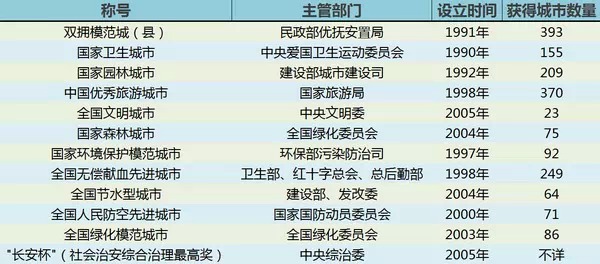 称号 主管部门 设立时间 获得城市数量
双拥模范城（县） 民政部优抚安置局 1991年 393
国家卫生城市 中央爱国卫生运动委员会 1990年 155
国家园林城市 建设部城市建设司 1992年 209
中国优秀旅游城市 国家旅游局 1998年 370
全国文明城市 中央文明委 2005年 23
国家森林城市 全国绿化委员会 2004年 75
国家环境保护模范城市 环保部污染防治司 1997年 92
全国无偿献血先进城市 卫生部、红十字总会、总后勤部 1998年 249
全国节水型城市 建设部、发改委 2004年 64
全国人民防空先进城市 国家国防动员委员会 2000年 71
全国绿化模范城市 全国绿化委员会 2003年 86
"长安杯"（社会治安综合治理最高奖） 中央综治委 2005年 不详